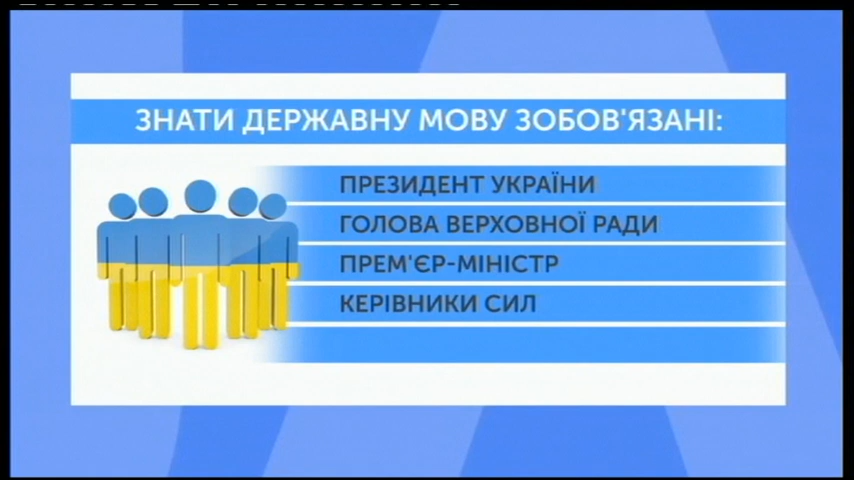 ЗНАТИ ДЕРЖАВНУ МОВУ ЗОБОВ'ЯЗАНІ:
ПРЕЗИДЕНТ УКРАЇНИ
ГОЛОВА ВЕРХОВНОЇ РАДИ
ПРЕМ'ЄР-МІНІСТР
КЕРІВНИКИ СИЛ